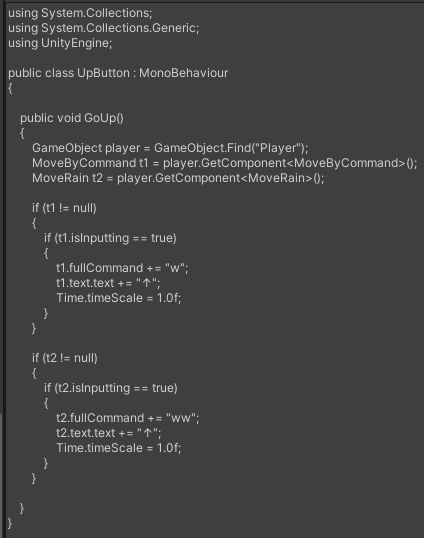 using System.Collections;
using System.Collections.Generic;
using UnityEngine;

public class UpButton : MonoBehaviour
{

    public void GoUp()
    {
        GameObject player = GameObject.Find("Player");
        MoveByCommand t1 = player.GetComponent<MoveByCommand>();
        MoveRain t2 = player.GetComponent<MoveRain>();

        if (t1 != null)
        {
            if (t1.isInputting == true)
            {
                t1.fullCommand += "w";
                t1.text.text += "↑";
                Time.timeScale = 1.0f;
            }
        }

        if (t2 != null)
        {
            if (t2.isInputting == true)
            {
                t2.fullCommand += "ww";
                t2.text.text += "↑";
                Time.timeScale = 1.0f;
            }
        }

    }
}